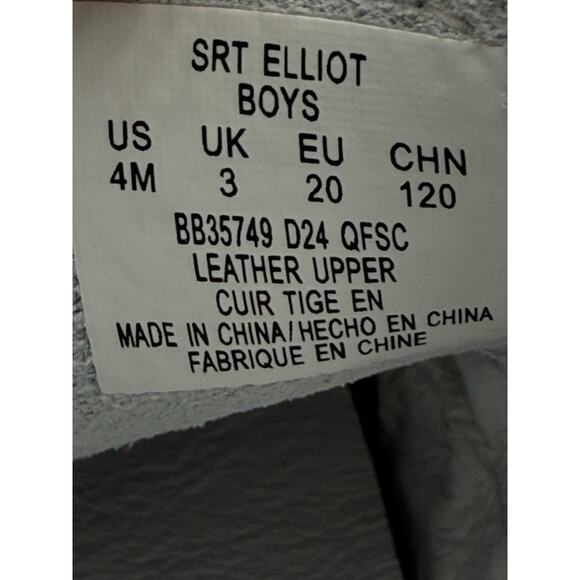 SRT ELLIOT
BOYS
US UK EU CHN
4M 3 20 120
BB35749 D24 QFSC
LEATHER UPPER
CUIR TIGE EN
MADE IN CHINA/HECHO EN CHINA
FABRIQUE EN CHINE